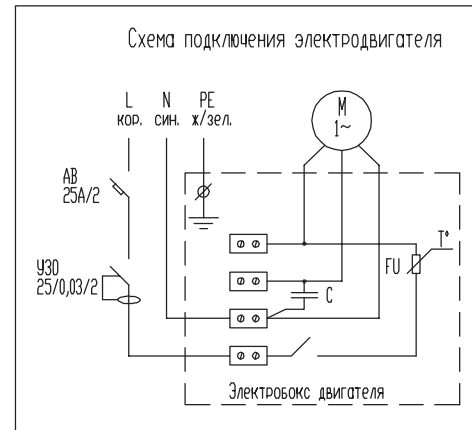 Схема подключения электродвигателя
L N PE
кор. син. ж/зел.
М
1~
АВ
25А/2
УЗО
25/0,03/2
T°
FU
C
Электробокс двигателя